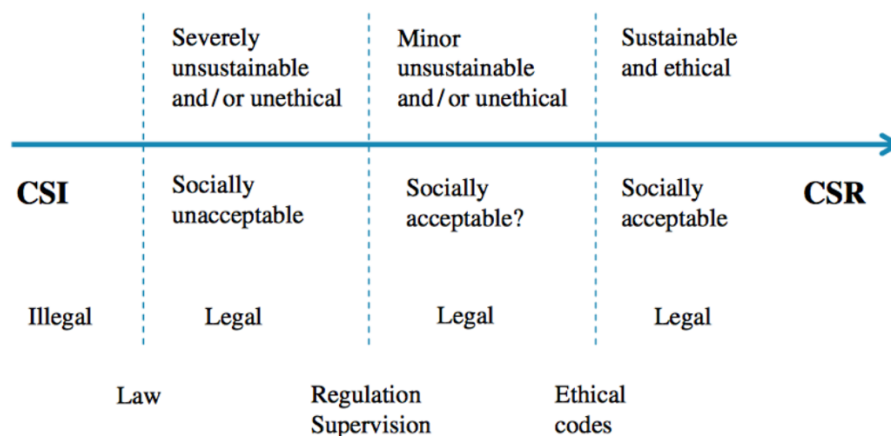 Severely
unsustainable
and/or unethical
Minor
unsustainable
and/or unethical
Sustainable
and ethical
CSI
Socially
unacceptable
Socially
acceptable?
Socially
acceptable
CSR
Illegal
Legal
Legal
Legal
Law
Regulation
Supervision
Ethical
codes